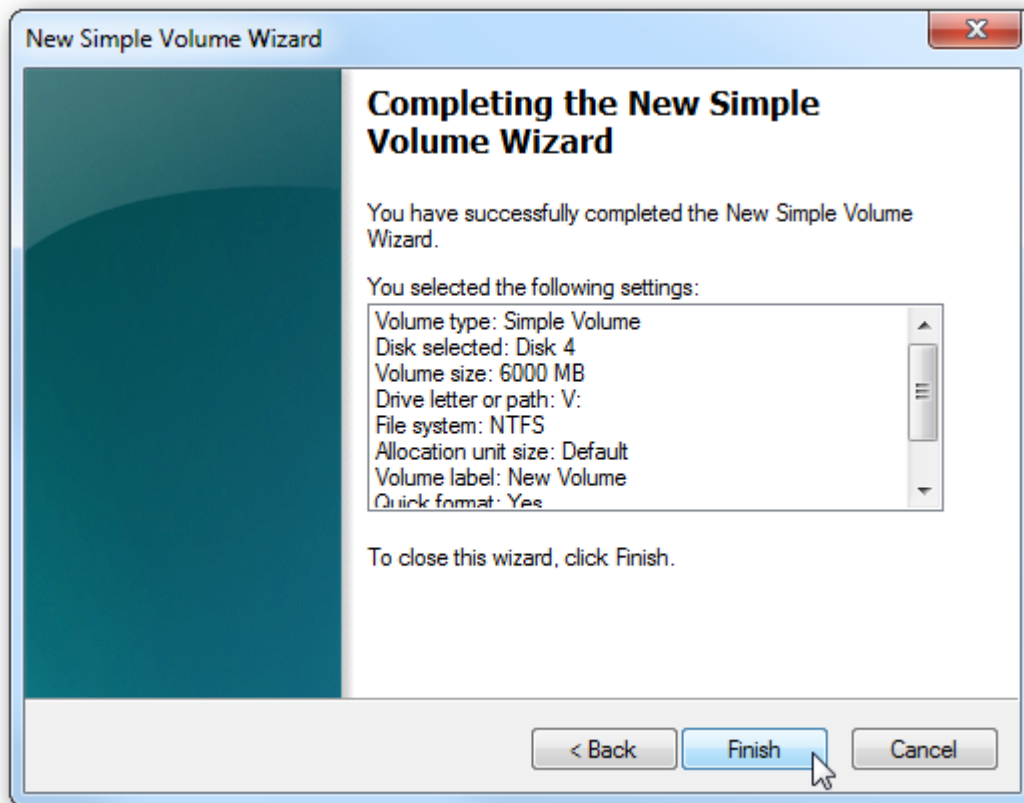 New Simple Volume Wizard
Completing the New Simple
Volume Wizard
You have successfully completed the New Simple Volume
Wizard.
You selected the following settings:
Volume type: Simple Volume
Disk selected: Disk 4
Volume size: 6000 MB
Drive letter or path: V:
File system: NTFS
Allocation unit size: Default
Volume label: New Volume
Quick format: Yes
To close this wizard, click Finish.
< Back Finish Cancel